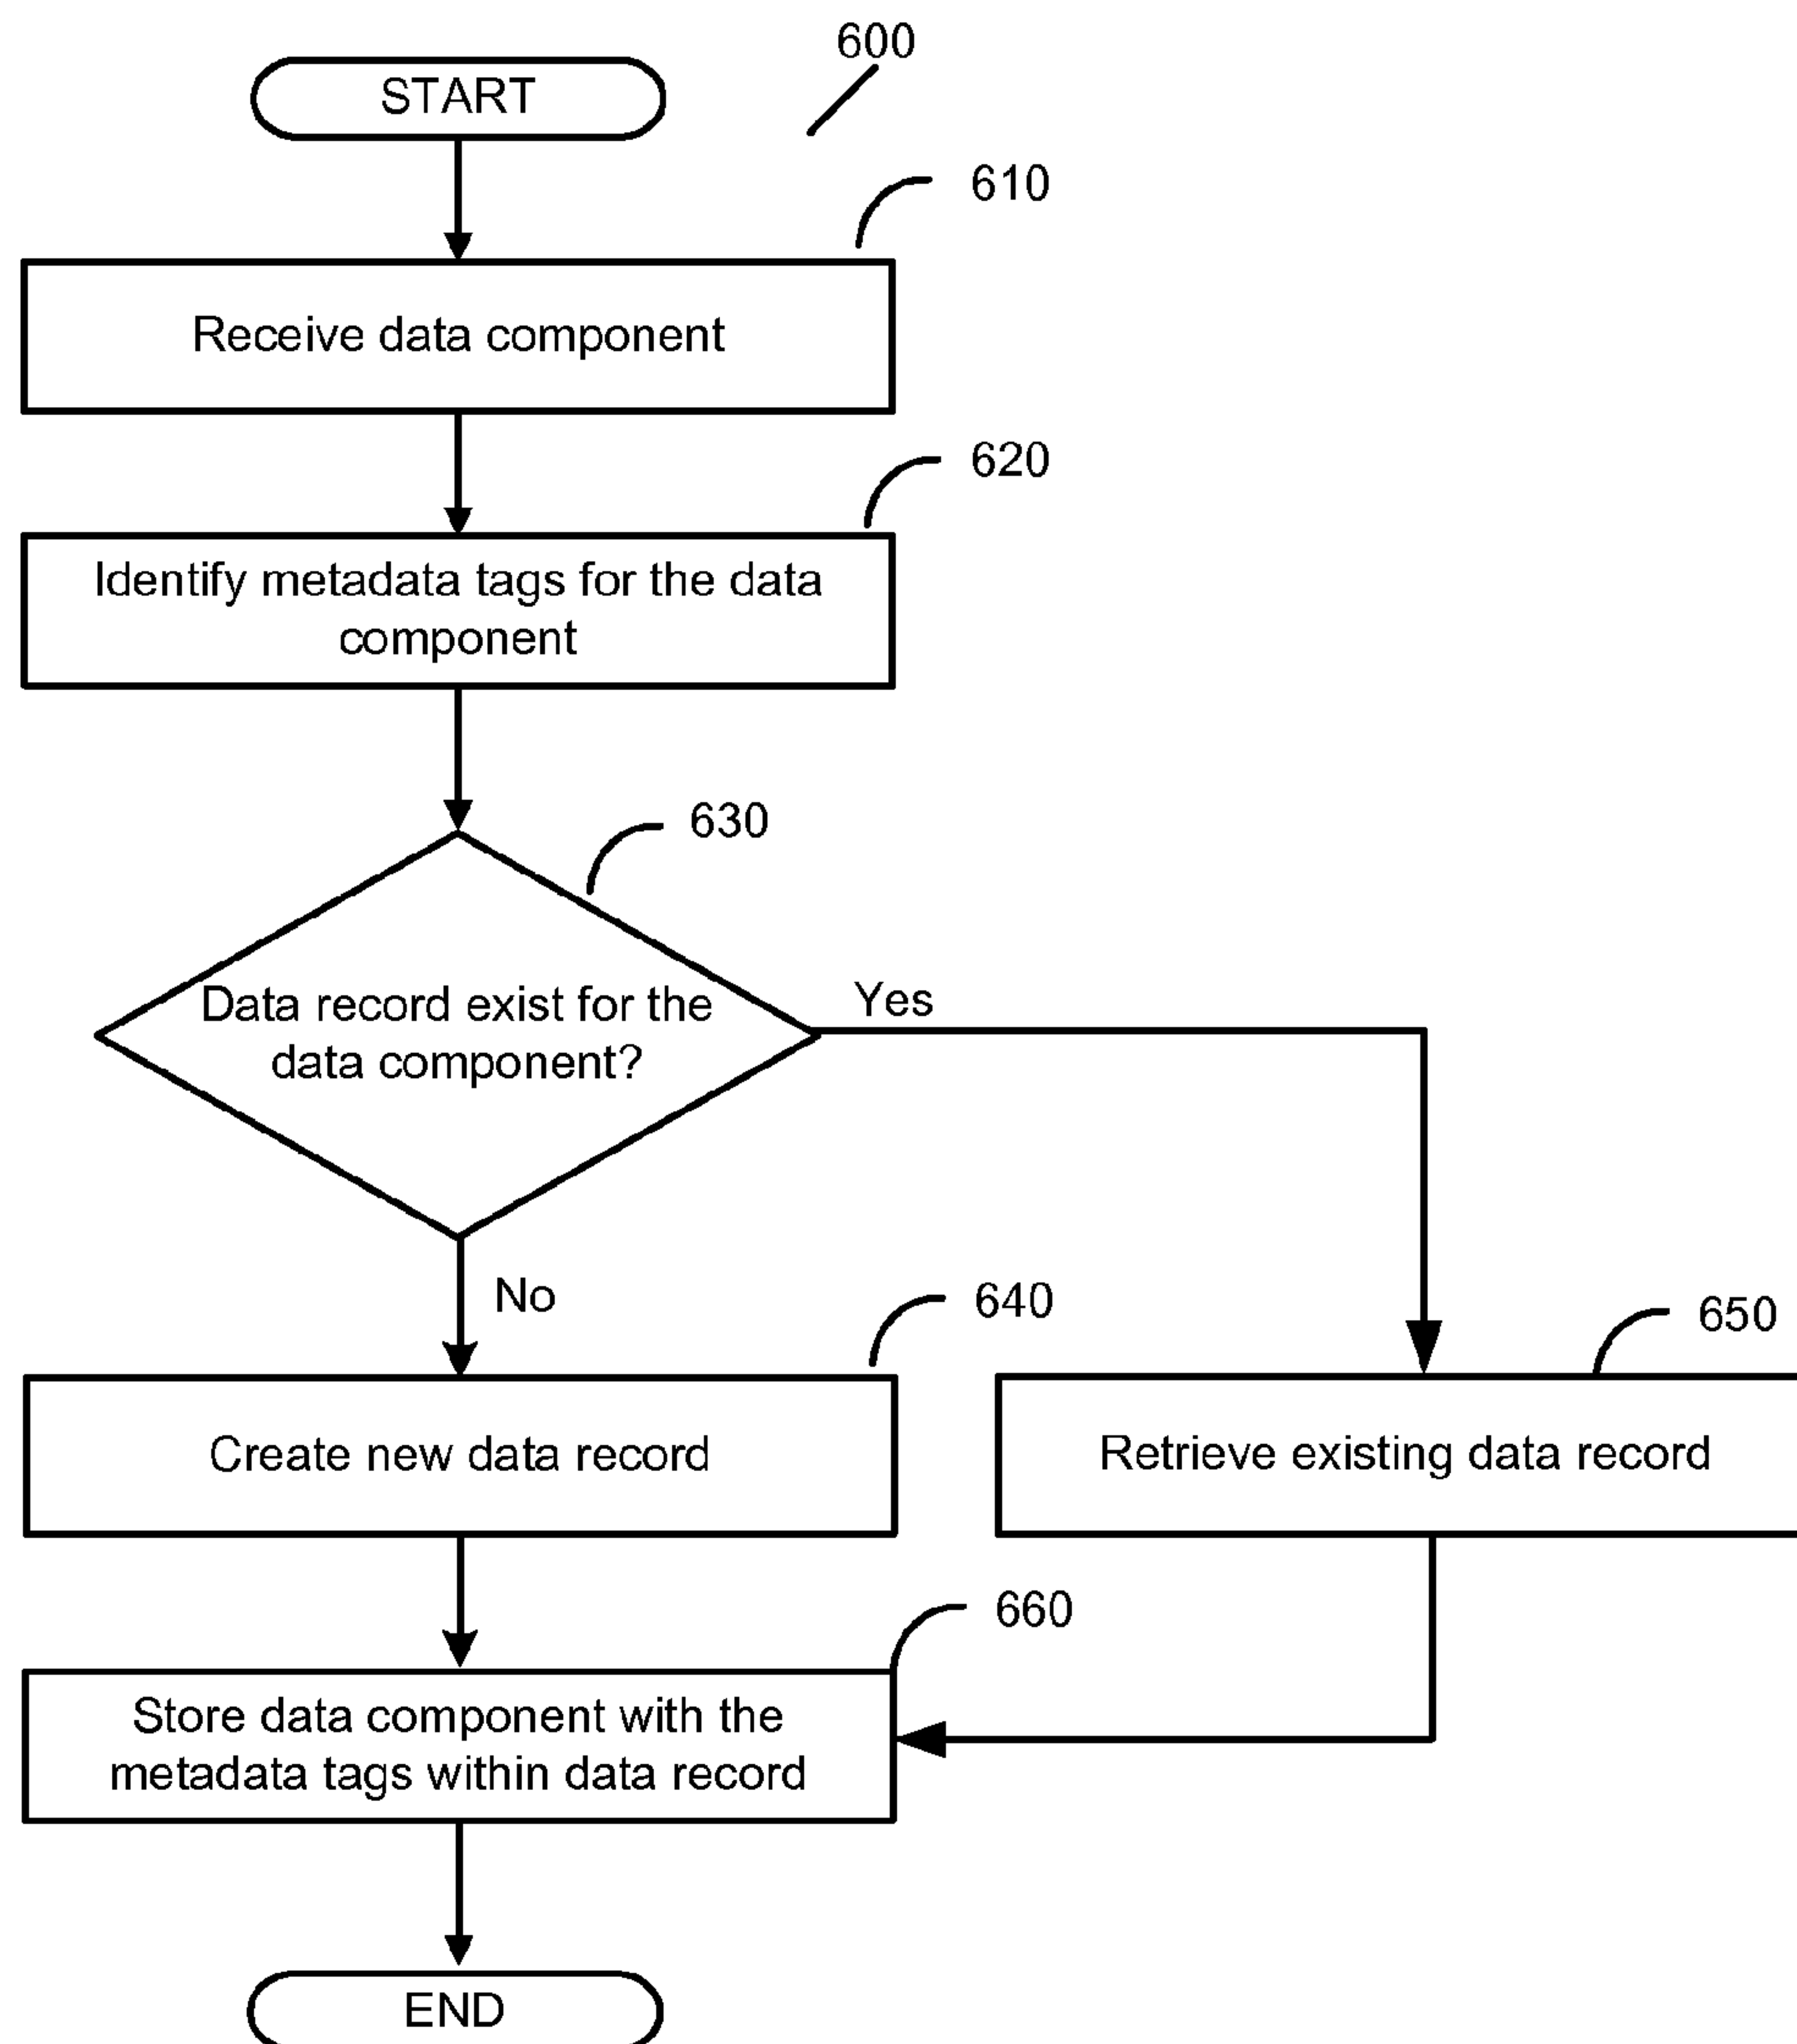 600
START
610
Receive data component
620
Identify metadata tags for the data
component
630
Data record exist for the
data component?
Yes
No
640
650
Create new data record
Retrieve existing data record
660
Store data component with the
metadata tags within data record
END